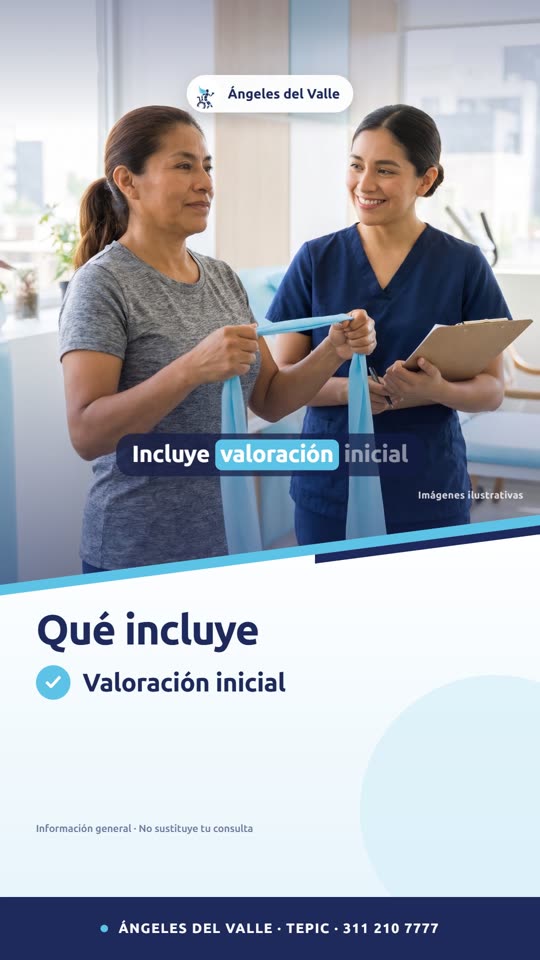 Ángeles del Valle
Incluye valoración inicial
Imágenes ilustrativas
Qué incluye
Valoración inicial
Información general · No sustituye tu consulta
ÁNGELES DEL VALLE · TEPIC · 311 210 7777